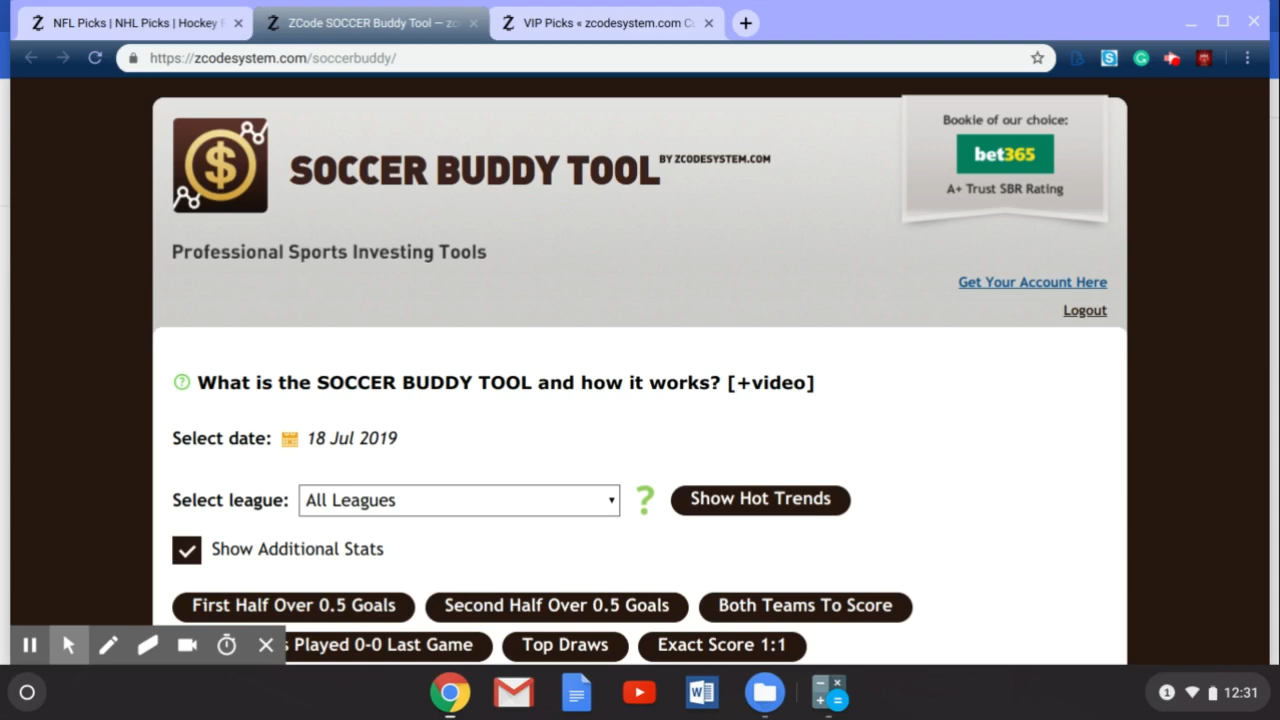 NFL Picks | NHL Picks | Hockey
ZCode SOCCER Buddy Tool — zc
VIP Picks « zcodesystem.com
https://zcodesystem.com/soccerbuddy/
SOCCER BUDDY TOOL BY ZCODESYSTEM.COM
Bookie of our choice:
bet365
A+ Trust SBR Rating
Professional Sports Investing Tools
Get Your Account Here
Logout
What is the SOCCER BUDDY TOOL and how it works? [+video]
Select date: 18 Jul 2019
Select league: All Leagues ? Show Hot Trends
Show Additional Stats
First Half Over 0.5 Goals Second Half Over 0.5 Goals Both Teams To Score
s Played 0-0 Last Game Top Draws Exact Score 1:1
1 12:31